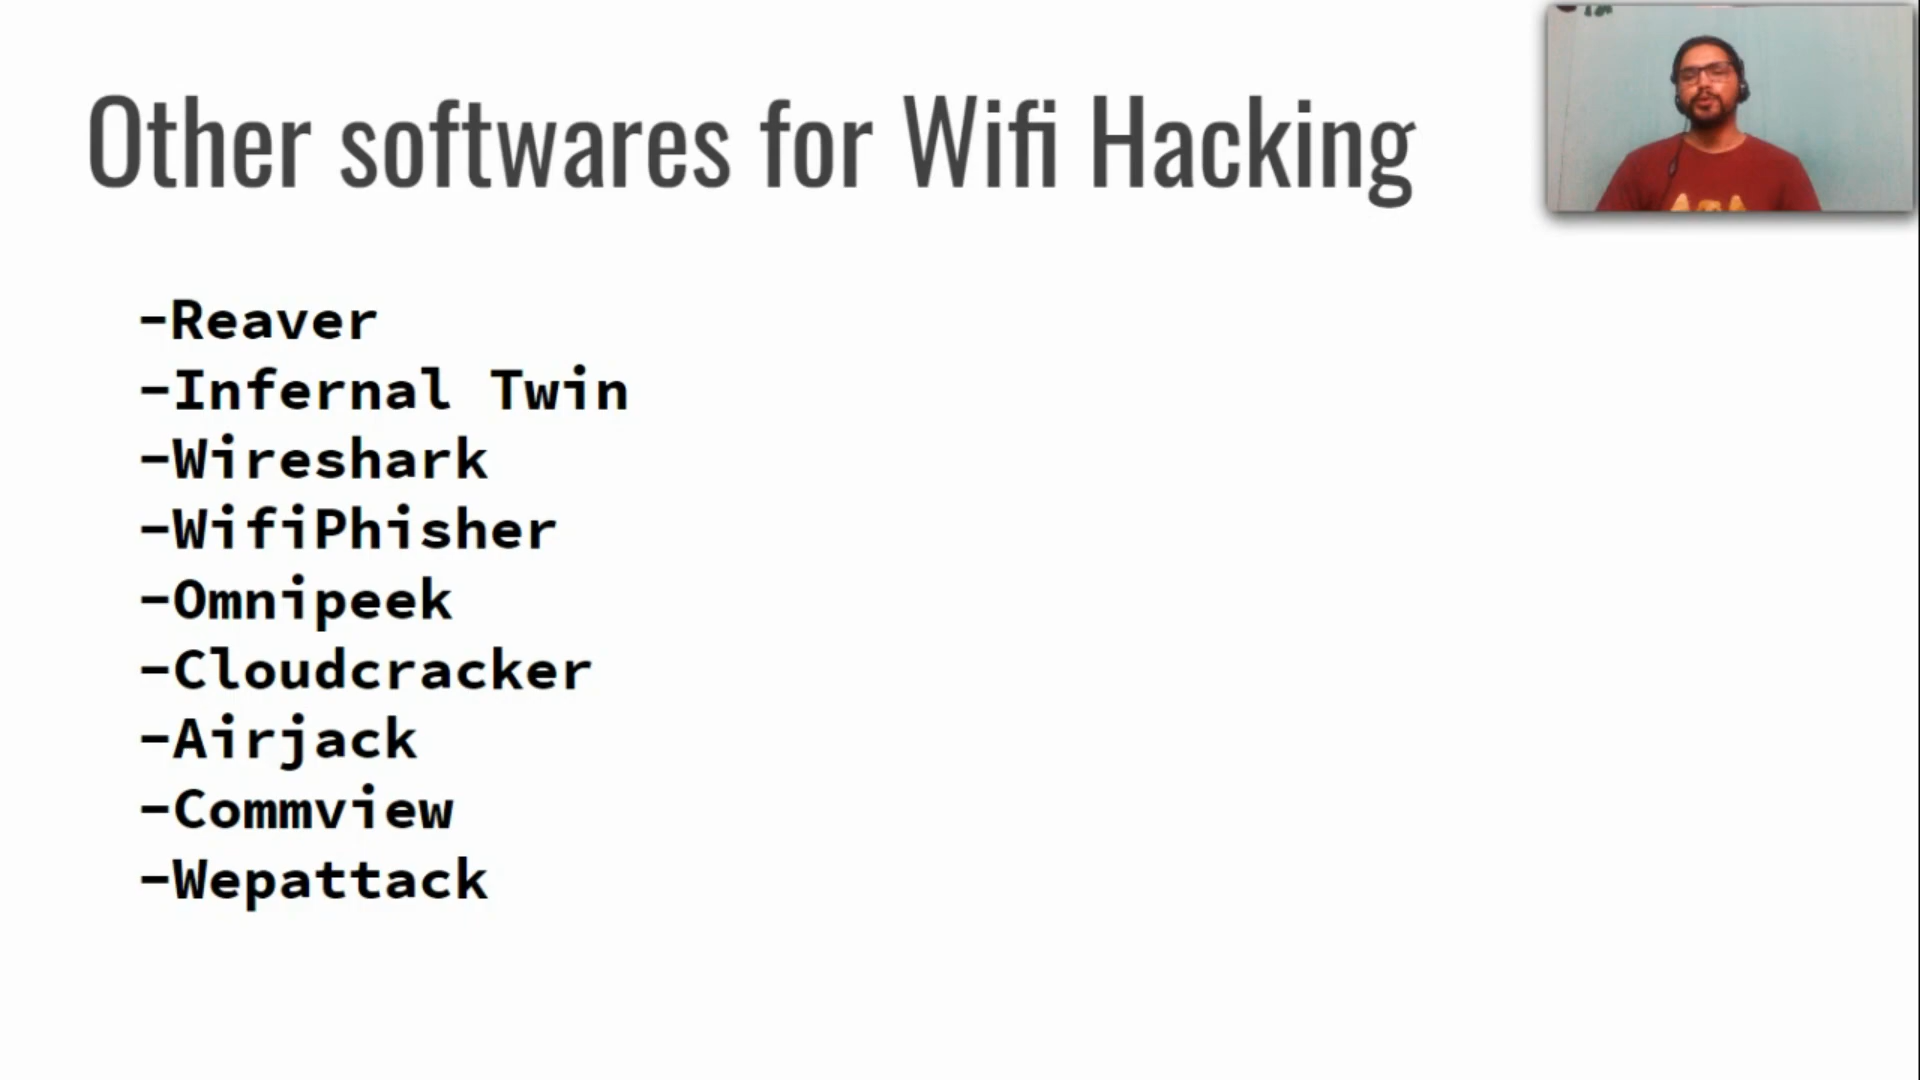 Other softwares for Wifi Hacking
-Reaver
-Infernal Twin
-Wireshark
-WifiPhisher
-Omnipeek
-Cloudcracker
-Airjack
-Commview
-Wepattack